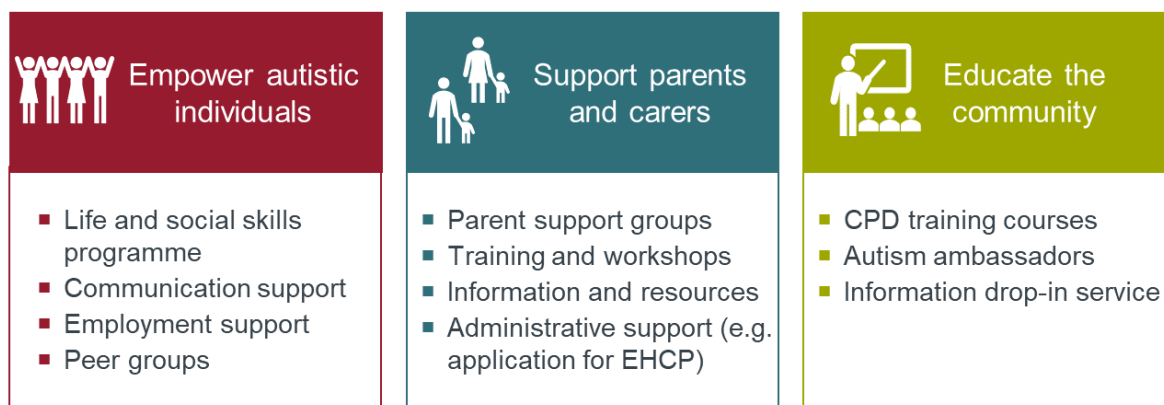 Empower autistic
individuals
■ Life and social skills
programme
■ Communication support
■ Employment support
■ Peer groups
Support parents
and carers
■ Parent support groups
■ Training and workshops
■ Information and resources
■ Administrative support (e.g.
application for EHCP)
Educate the
community
■ CPD training courses
■ Autism ambassadors
■ Information drop-in service